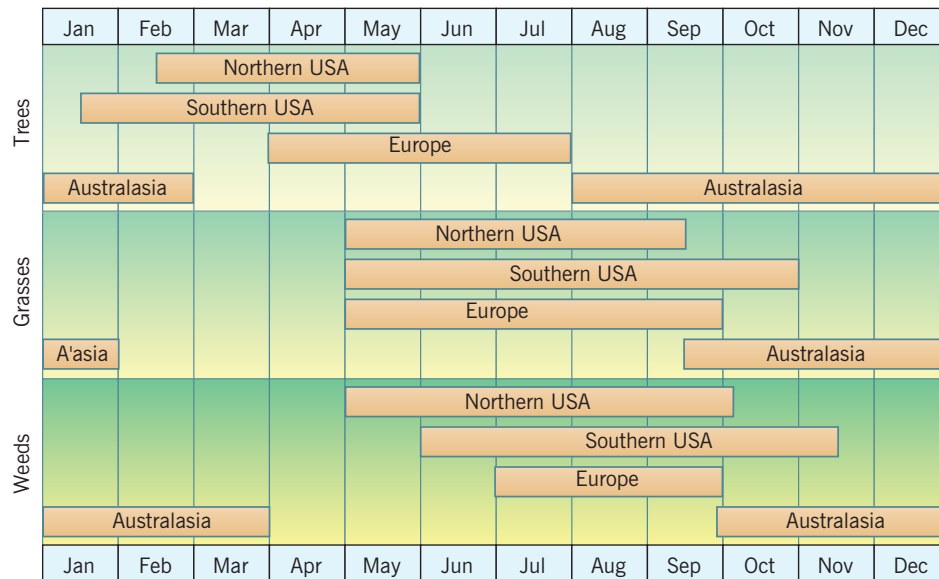 Jan Feb Mar Apr May Jun Jul Aug Sep Oct Nov Dec
Trees
Northern USA
Southern USA
Europe
Australasia Australasia
Grasses
Northern USA
Southern USA
Europe
A'asia Australasia
Weeds
Northern USA
Southern USA
Europe
Australasia Australasia
Jan Feb Mar Apr May Jun Jul Aug Sep Oct Nov Dec